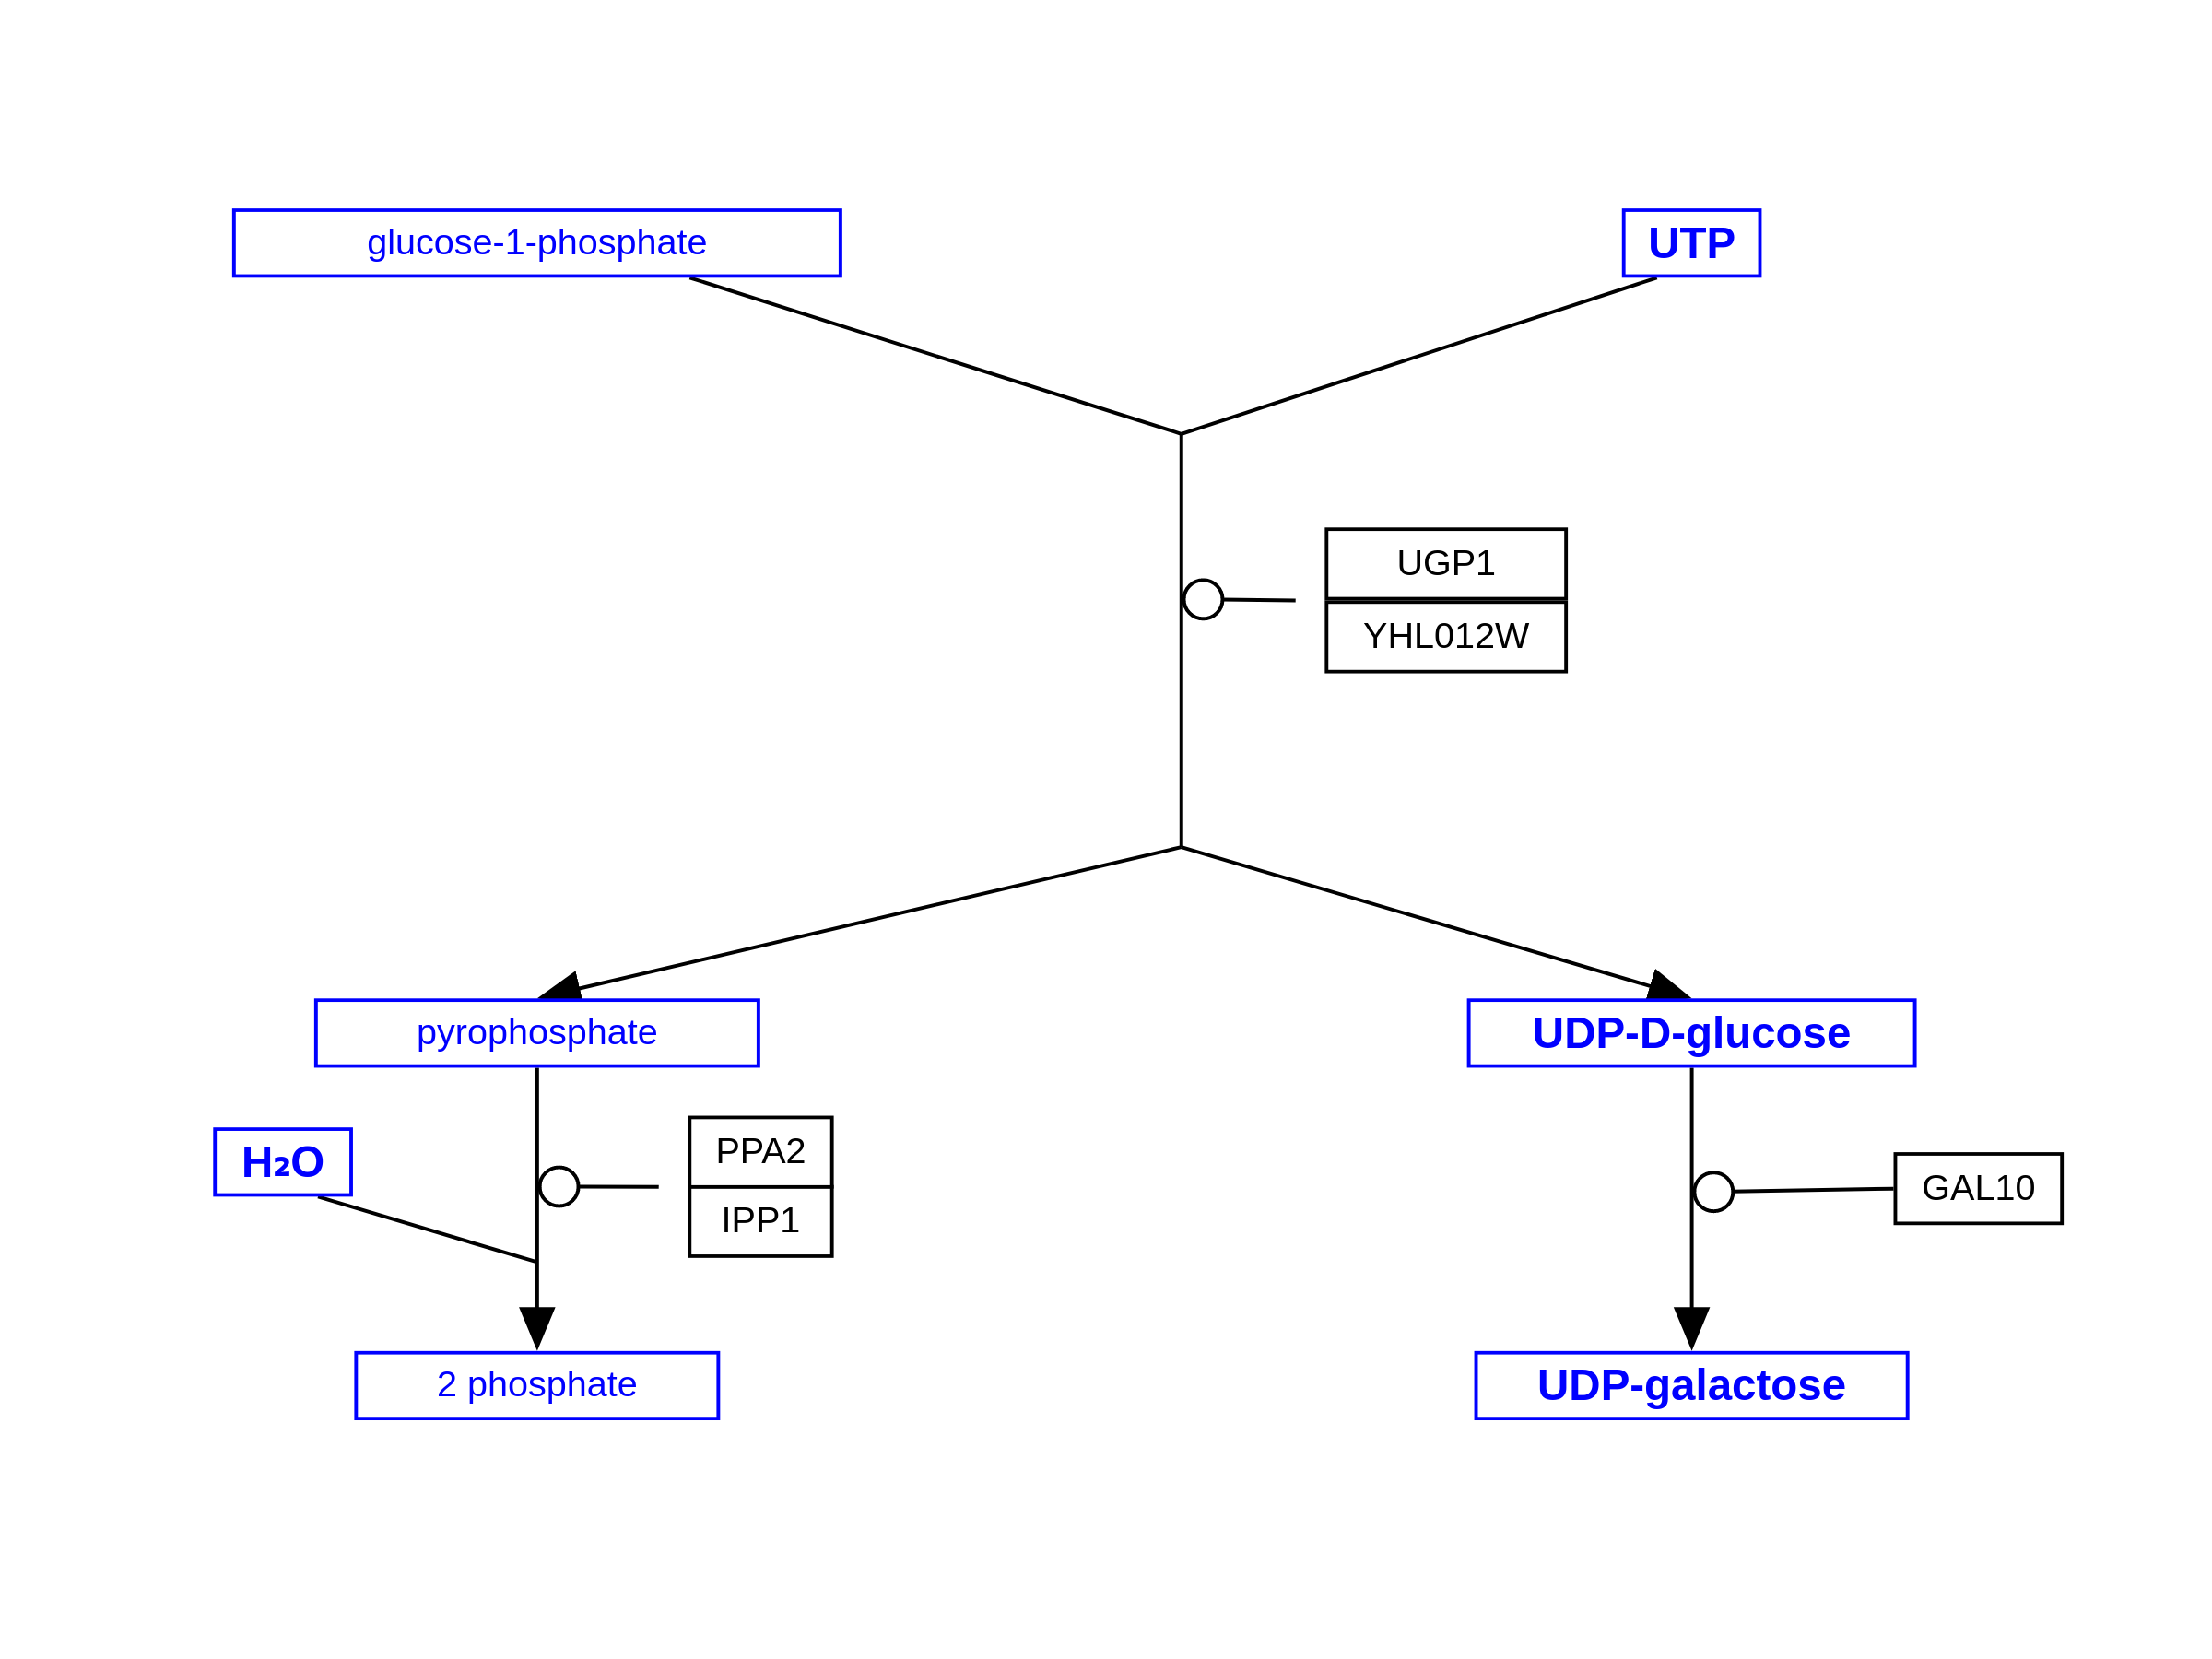 glucose-1-phosphate
UTP
UGP1
YHL012W
pyrophosphate
UDP-D-glucose
H₂O
PPA2
IPP1
GAL10
2 phosphate
UDP-galactose